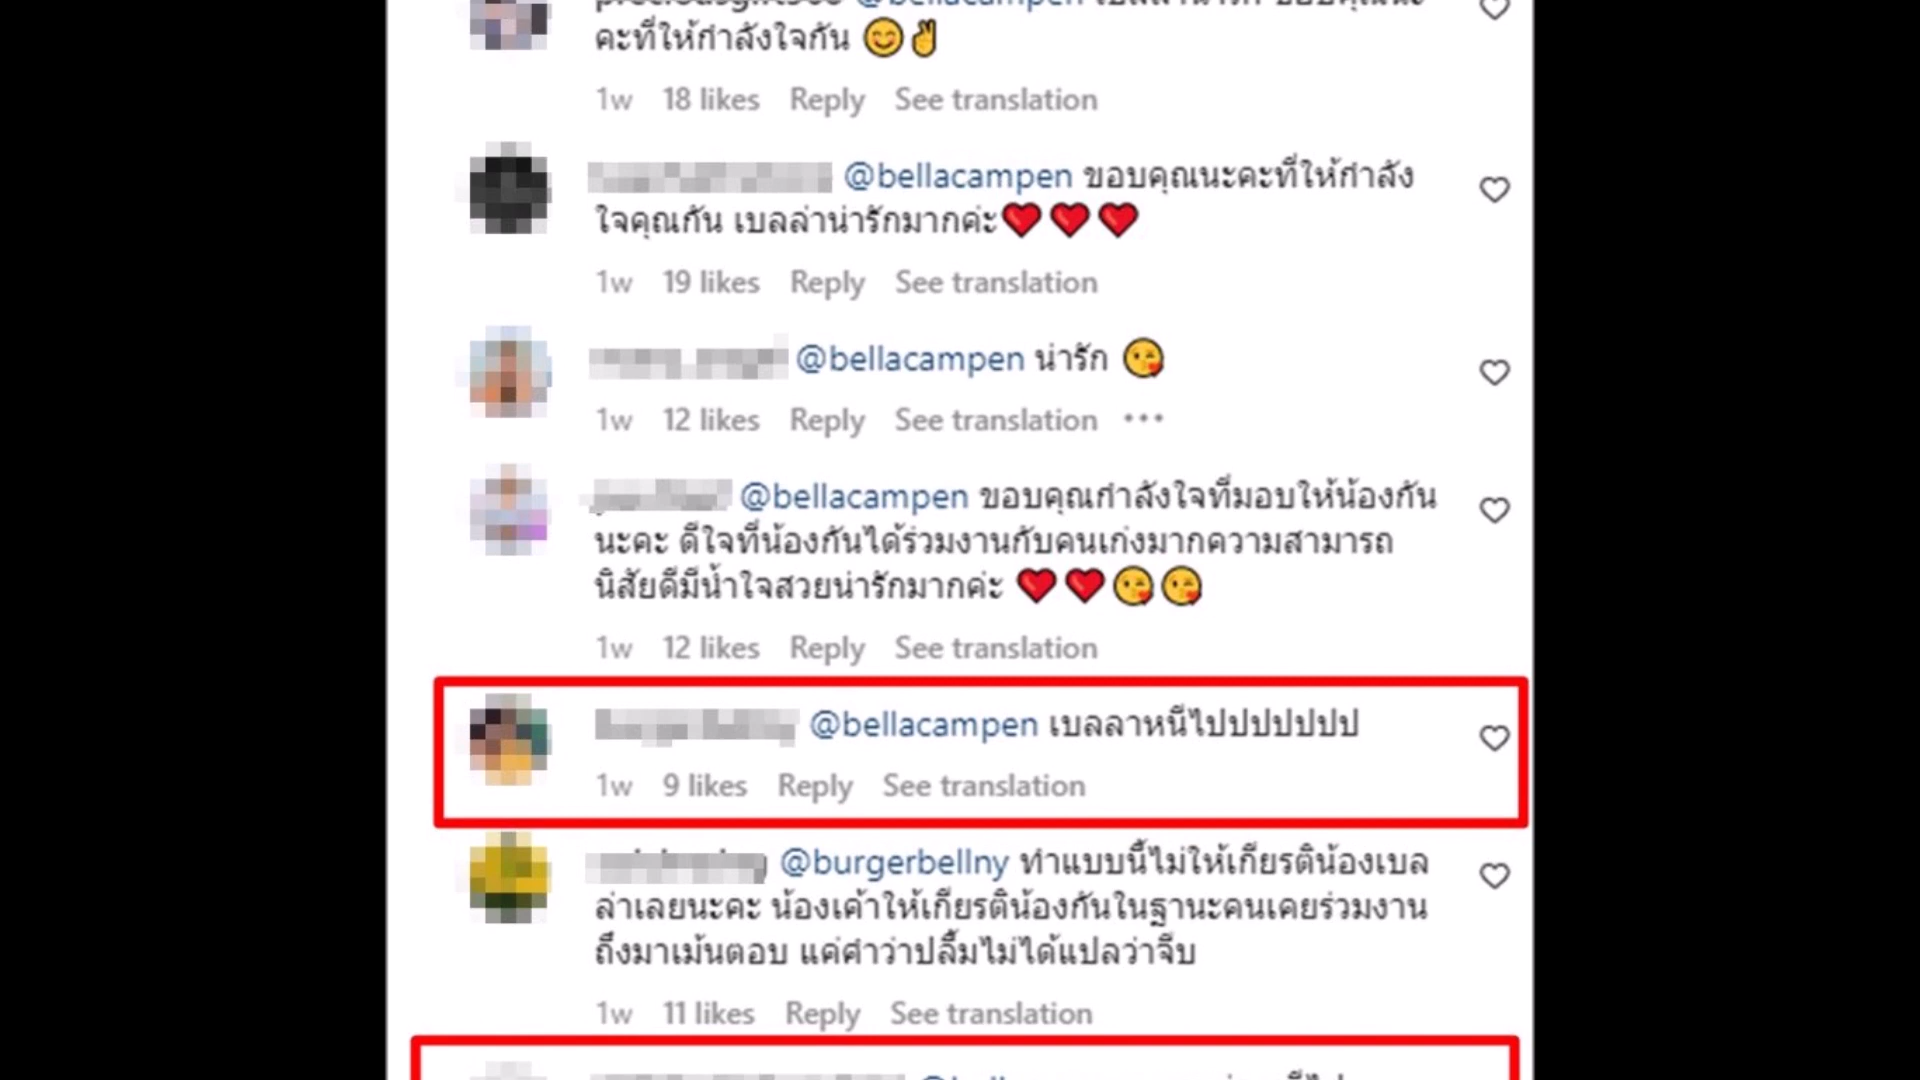 คะที่ให้กำลังใจกัน 😊✌
1w 18 likes Reply See translation
@bellacampen ขอบคุณนะคะที่ให้กำลัง
ใจคุณกัน เบลล่าน่ารักมากค่ะ❤❤❤
1w 19 likes Reply See translation
@bellacampen น่ารัก 😘
1w 12 likes Reply See translation •••
@bellacampen ขอบคุณกำลังใจที่มอบให้น้องกัน
นะคะ ดีใจที่น้องกันได้ร่วมงานกับคนเก่งมากความสามารถ
นิสัยดีมีน้ำใจสวยน่ารักมากค่ะ ❤❤😘😘
1w 12 likes Reply See translation
@bellacampen เบลลาหนีไปปปปปปป
1w 9 likes Reply See translation
@burgerbellny ทำแบบนี้ไม่ให้เกียรติน้องเบล
ล่าเลยนะคะ น้องเค้าให้เกียรติน้องกันในฐานะคนเคยร่วมงาน
ถึงมาเม้นตอบ แค่คำว่าปลื้มไม่ได้แปลว่าจีบ
1w 11 likes Reply See translation